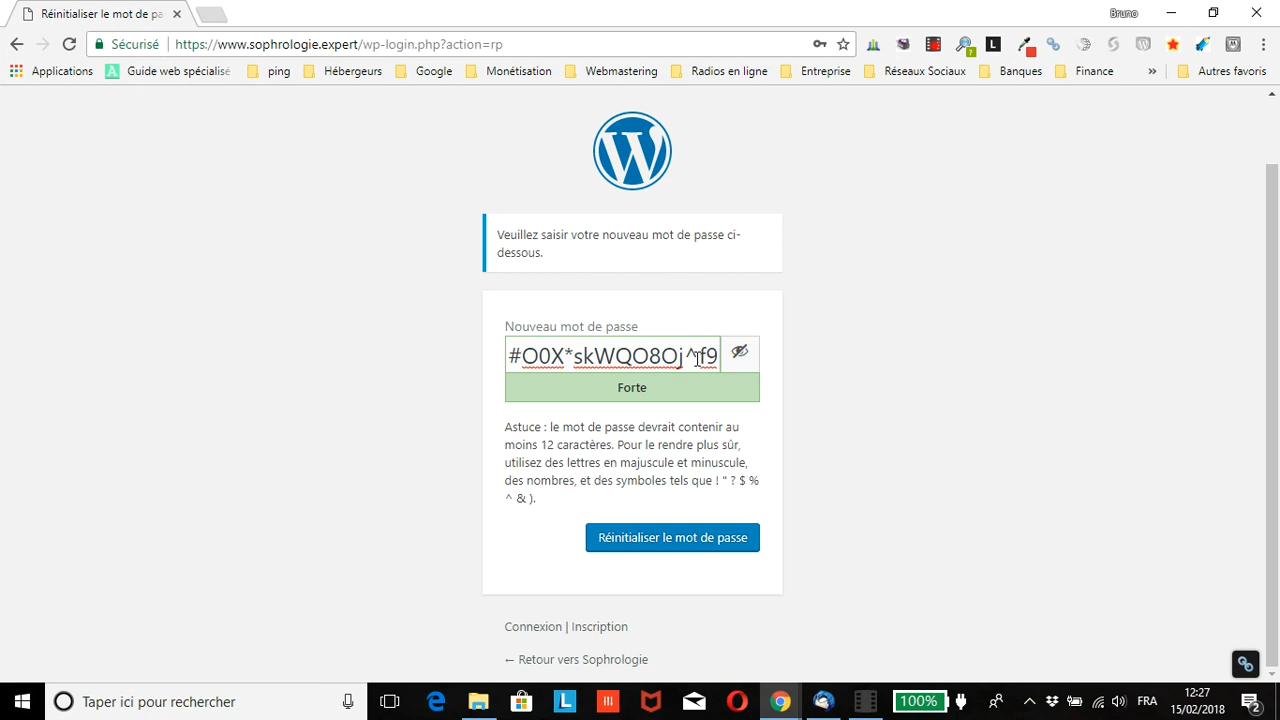 Réinitialiser le mot de pa
Bruno
Sécurisé
https://www.sophrologie.expert/wp-login.php?action=rp
Applications
Guide web spécialisé
ping
Hébergeurs
Google
Monétisation
Webmastering
Radios en ligne
Entreprise
Réseaux Sociaux
Banques
Finance
»
Autres favoris
Veuillez saisir votre nouveau mot de passe ci-
dessous.
Nouveau mot de passe
#O0X*skWQO8Oj^f9
Forte
Astuce : le mot de passe devrait contenir au
moins 12 caractères. Pour le rendre plus sûr,
utilisez des lettres en majuscule et minuscule,
des nombres, et des symboles tels que ! " ? $ %
^ & ).
Réinitialiser le mot de passe
Connexion | Inscription
← Retour vers Sophrologie
Taper ici pour rechercher
100%
FRA
12:27
15/02/2018
2